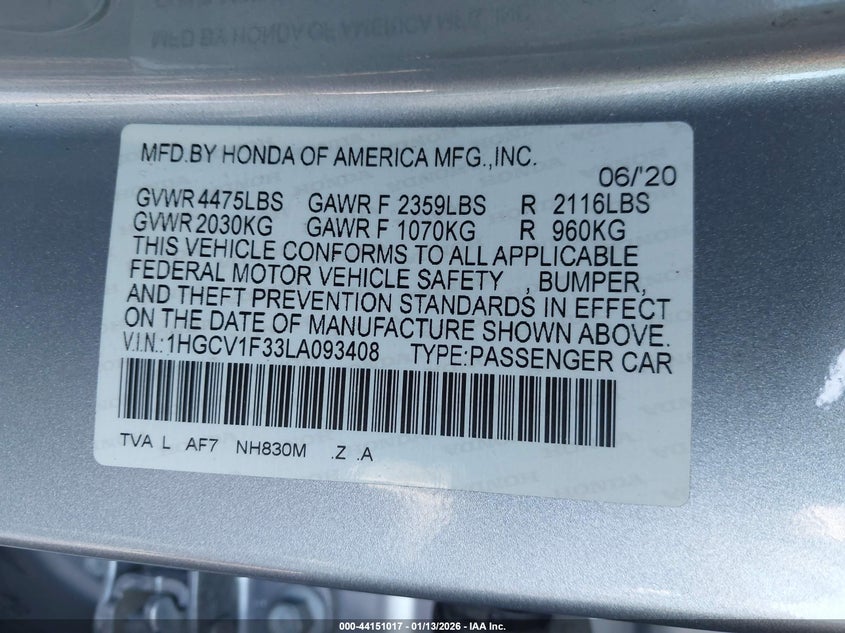 MFD.BY HONDA OF AMERICA MFG.,INC.
06/'20
GVWR 4475LBS GAWR F 2359LBS R 2116LBS
GVWR 2030KG GAWR F 1070KG R 960KG
THIS VEHICLE CONFORMS TO ALL APPLICABLE
FEDERAL MOTOR VEHICLE SAFETY , BUMPER,
AND THEFT PREVENTION STANDARDS IN EFFECT
ON THE DATE OF MANUFACTURE SHOWN ABOVE.
V.I.N.:1HGCV1F33LA093408 TYPE:PASSENGER CAR
TVA L AF7 NH830M .Z .A
000-44151017 — 01/13/2026 — IAA Inc.